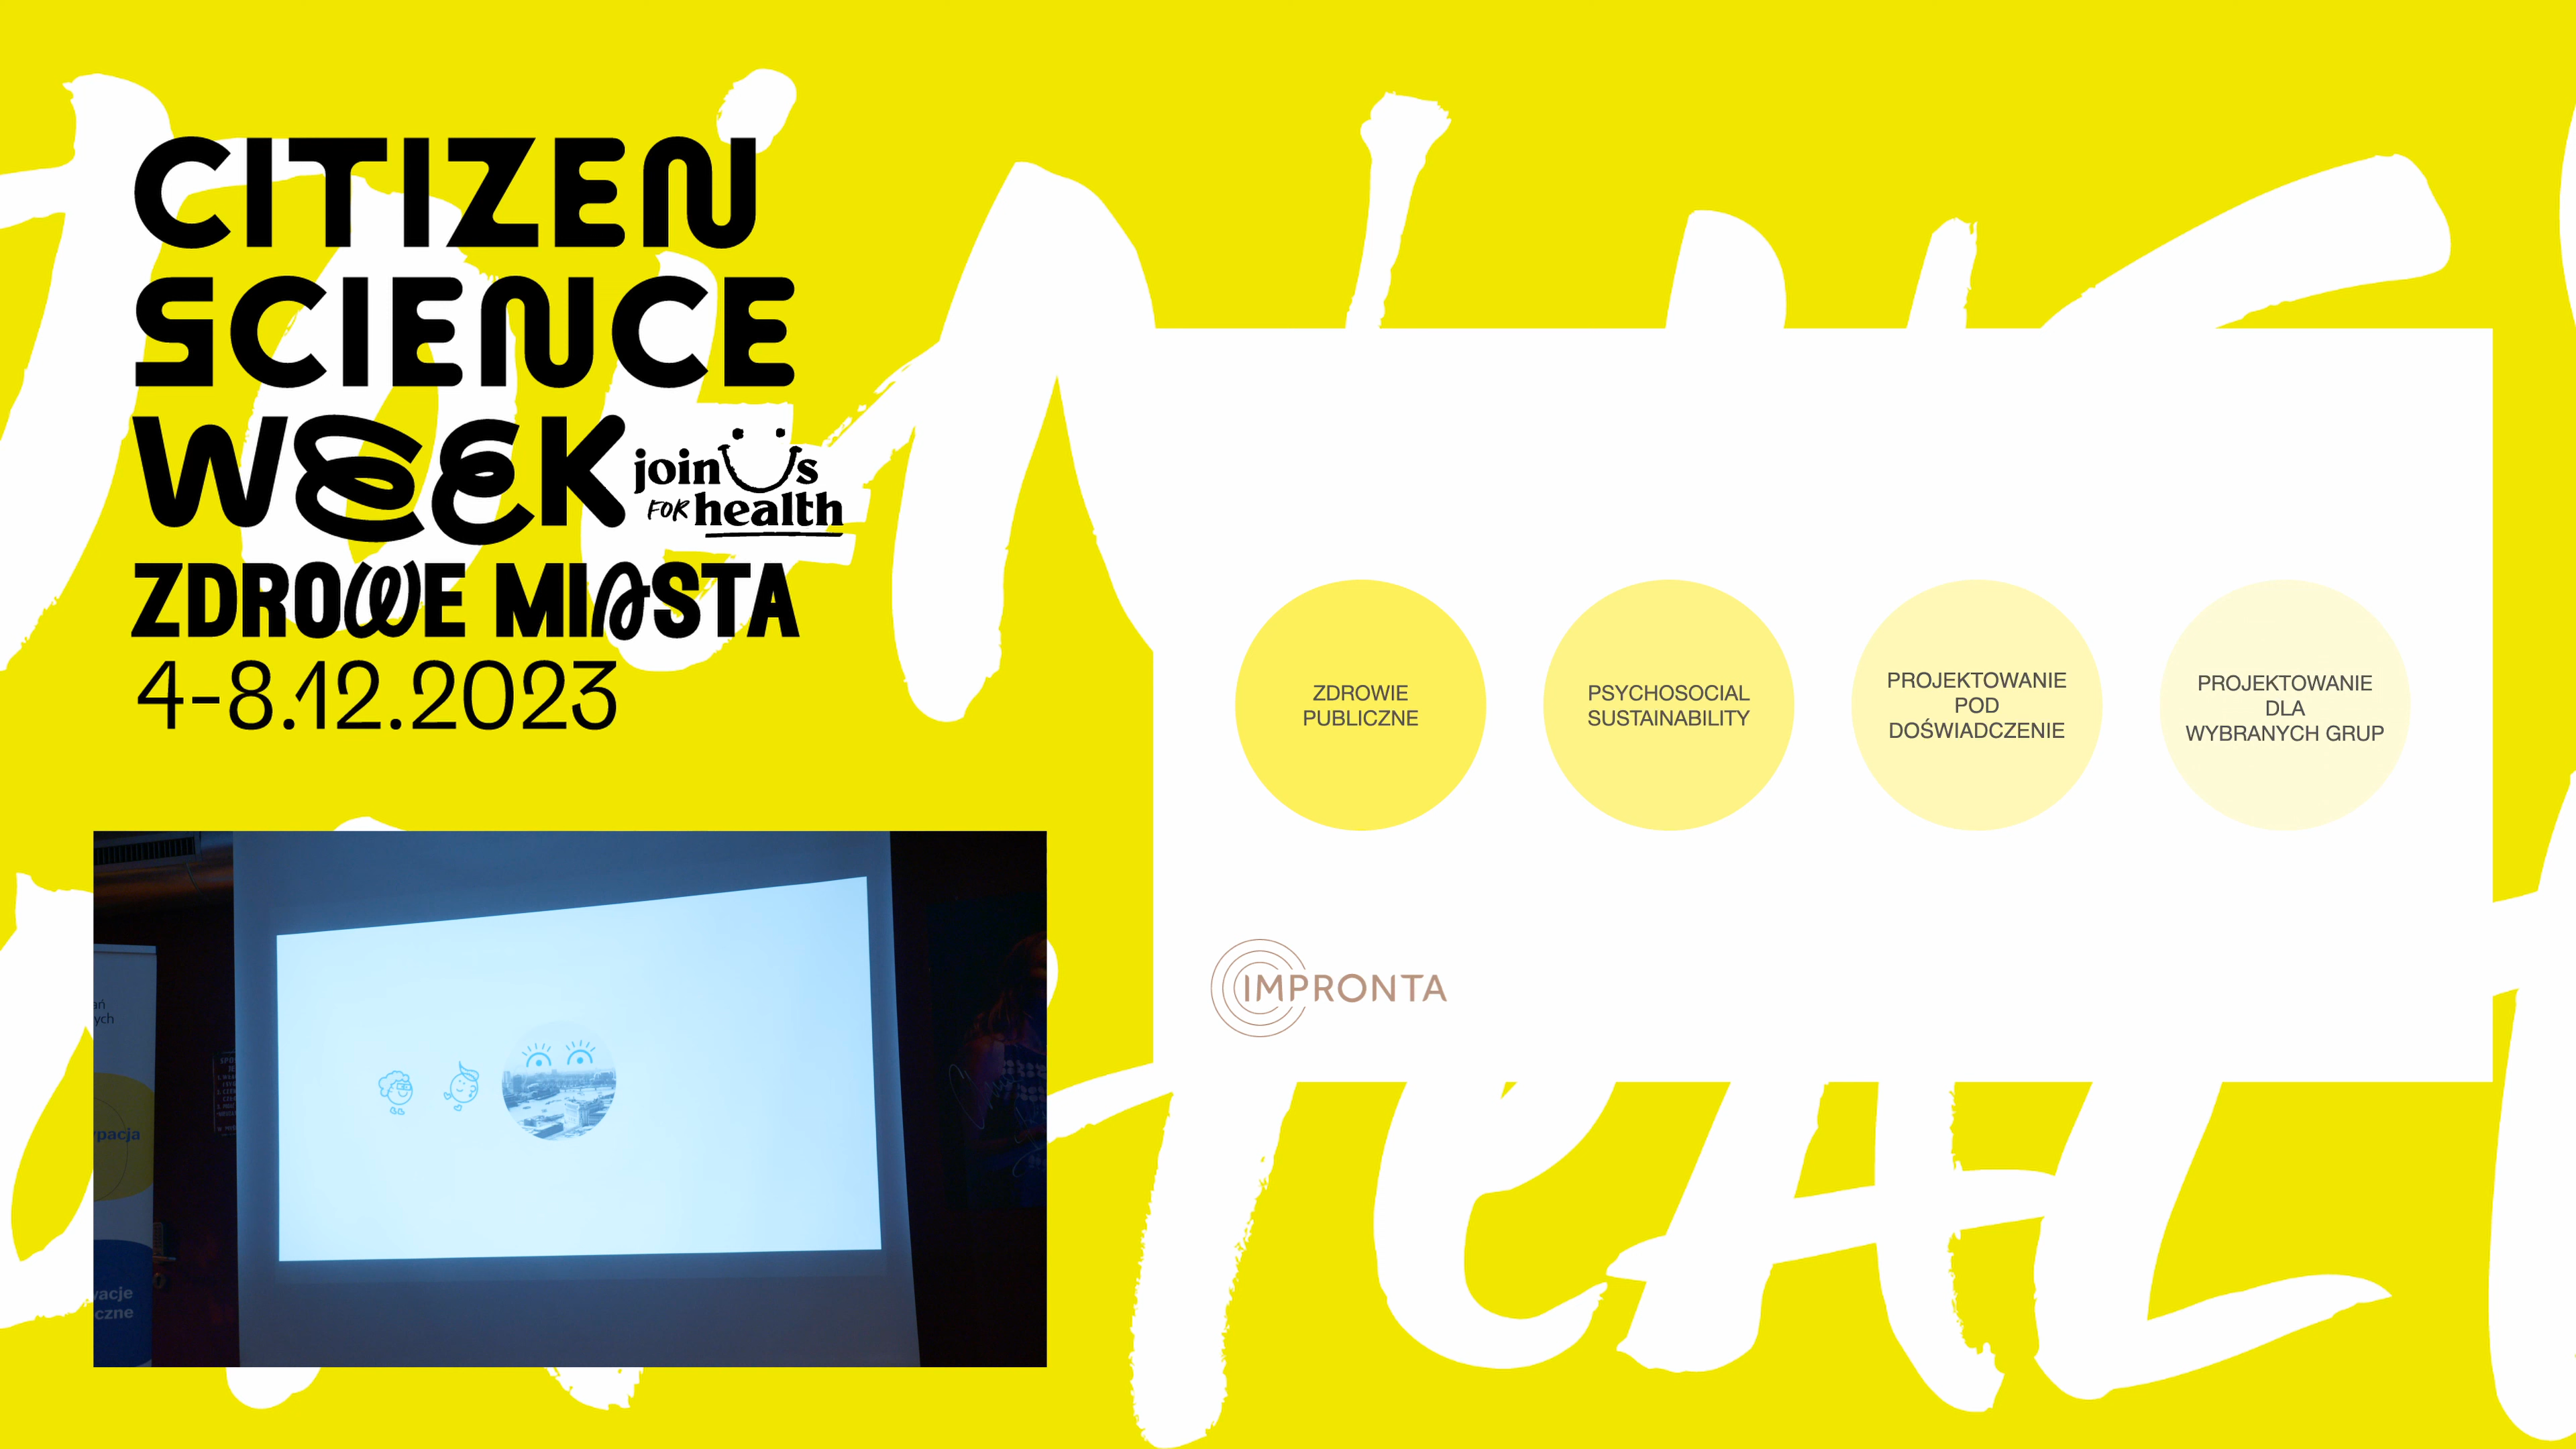 CITIZEN
SCIENCE
WEEK
join Us
FOR health
ZDROWE MIASTA
4-8.12.2023
ZDROWIE
PUBLICZNE
PSYCHOSOCIAL
SUSTAINABILITY
PROJEKTOWANIE
POD
DOŚWIADCZENIE
PROJEKTOWANIE
DLA
WYBRANYCH GRUP
IMPRONTA